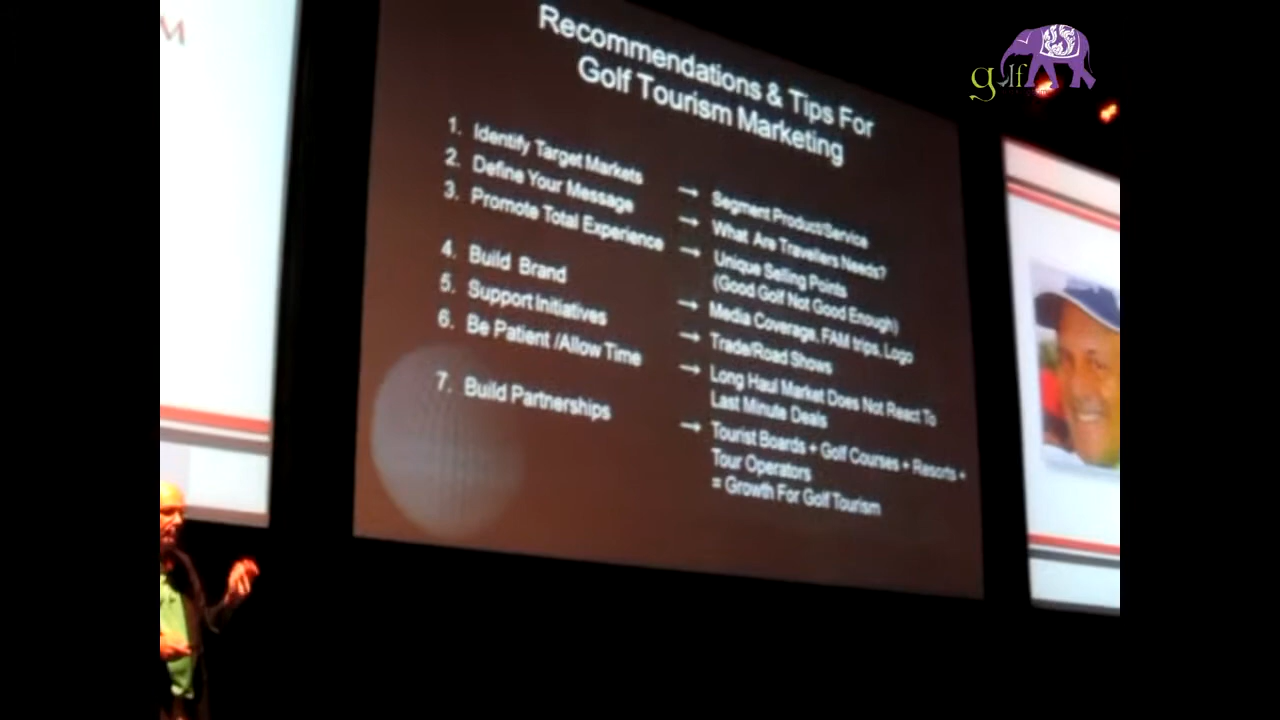 M
golf
Recommendations & Tips For
Golf Tourism Marketing
1. Identify Target Markets → Segment Product/Service
2. Define Your Message → What Are Travellers Needs?
3. Promote Total Experience → Unique Selling Points
(Good Golf Not Good Enough)
4. Build Brand → Media Coverage, FAM trips, Logo
5. Support Initiatives → Trade/Road Shows
6. Be Patient /Allow Time → Long Haul Market Does Not React To
Last Minute Deals
7. Build Partnerships → Tourist Boards + Golf Courses + Resorts +
Tour Operators
= Growth For Golf Tourism